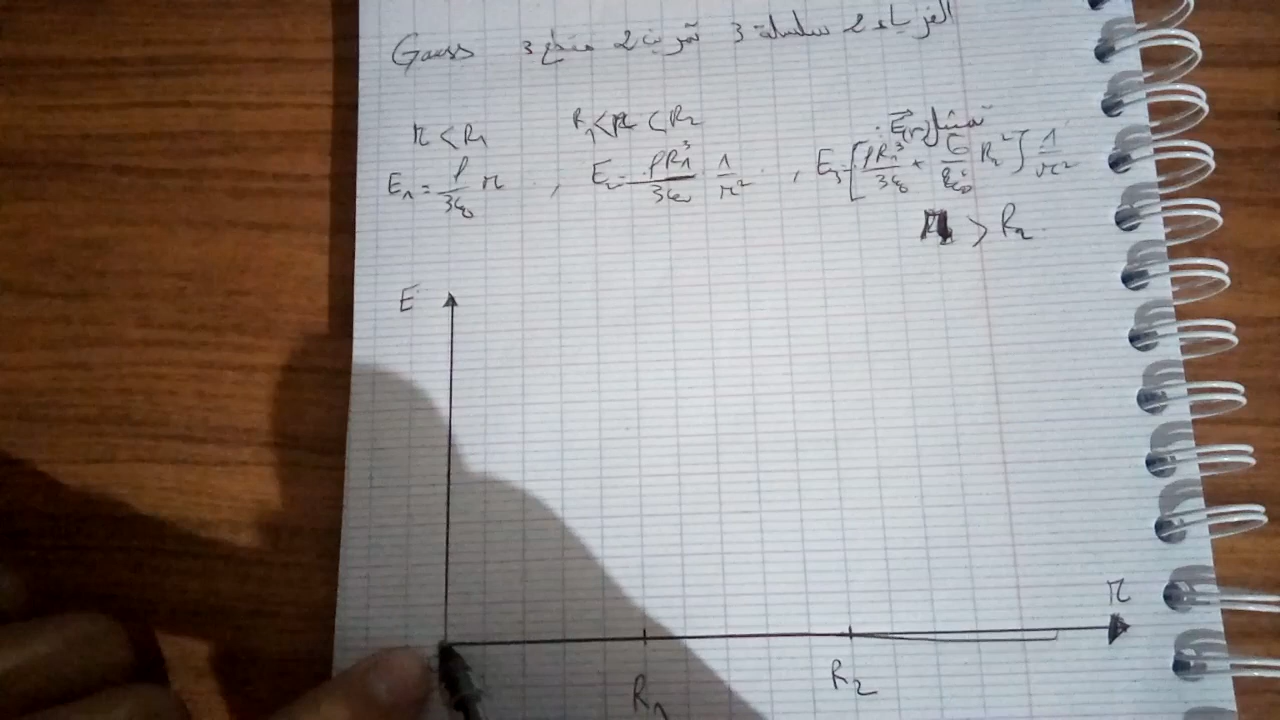 Gauss الفيزياء 2 سلسلة 3 تمرين 2 مقطع 3
تمثيل E⃗(r)
r < R₁   R₁ < r < R₂
E₁ = ρ/3ε₀ r , E₂ = ρR₁³/3ε₀ · 1/r² , E₃ = [ρR₁³/3ε₀ + σ/ε₀ R₂²] 1/r²
r > R₂
E
r
R₁ R₂